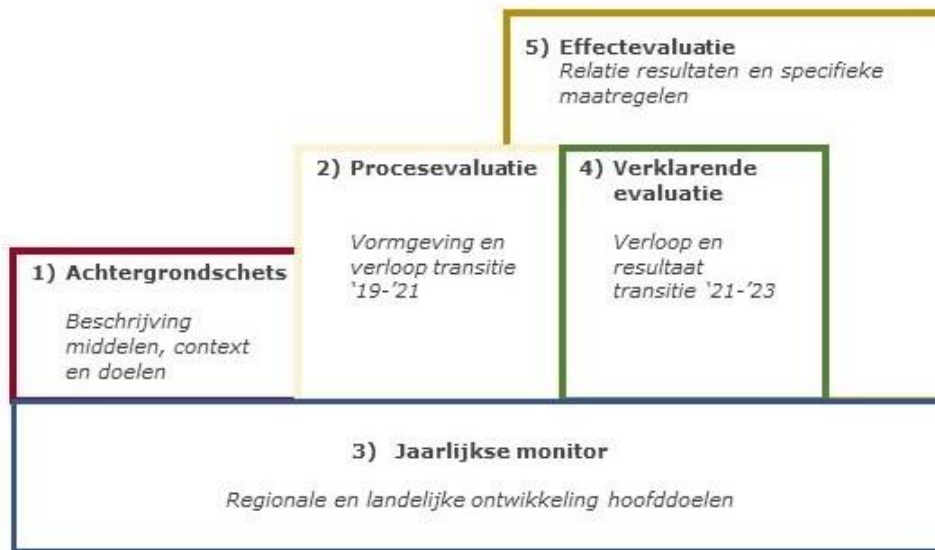 5) Effectevaluatie
Relatie resultaten en specifieke
maatregelen
2) Procesevaluatie
Vormgeving en
verloop transitie
‘19-’21
4) Verklarende
evaluatie
Verloop en
resultaat
transitie ‘21-’23
1) Achtergrondschets
Beschrijving
middelen, context
en doelen
3) Jaarlijkse monitor
Regionale en landelijke ontwikkeling hoofddoelen